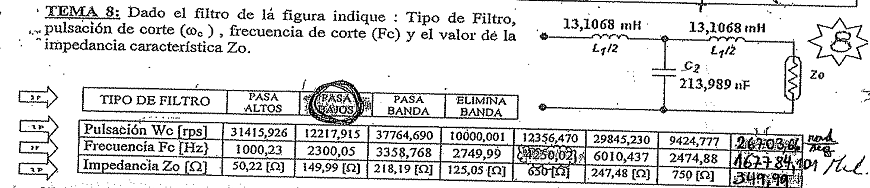 TEMA 8: Dado el filtro de lá figura indique : Tipo de Filtro,
pulsación de corte (ω₀ ) , frecuencia de corte (Fc) y el valor de la
impedancia característica Zo.
13,1068 mH 13,1068 mH
L₁/2 L₁/2
8
C₂
213,989 nF
Zo
TIPO DE FILTRO PASA ALTOS PASA BAJOS PASA BANDA ELIMINA BANDA
Pulsación Wc [rps] 31415,926 12217,915 37764,690 10000,001 12356,470 29845,230 9424,777
Frecuencia Fc [Hz] 1000,23 2300,05 3358,768 2749,99 4250,02 6010,437 2474,88
Impedancia Zo [Ω] 50,22 [Ω] 149,99 [Ω] 218,19 [Ω] 125,05 [Ω] 650 [Ω] 247,48 [Ω] 750 [Ω] 349,99